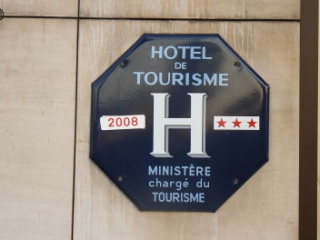 HOTEL
DE
TOURISME
2008 H ★★★
MINISTÈRE
chargé du
TOURISME